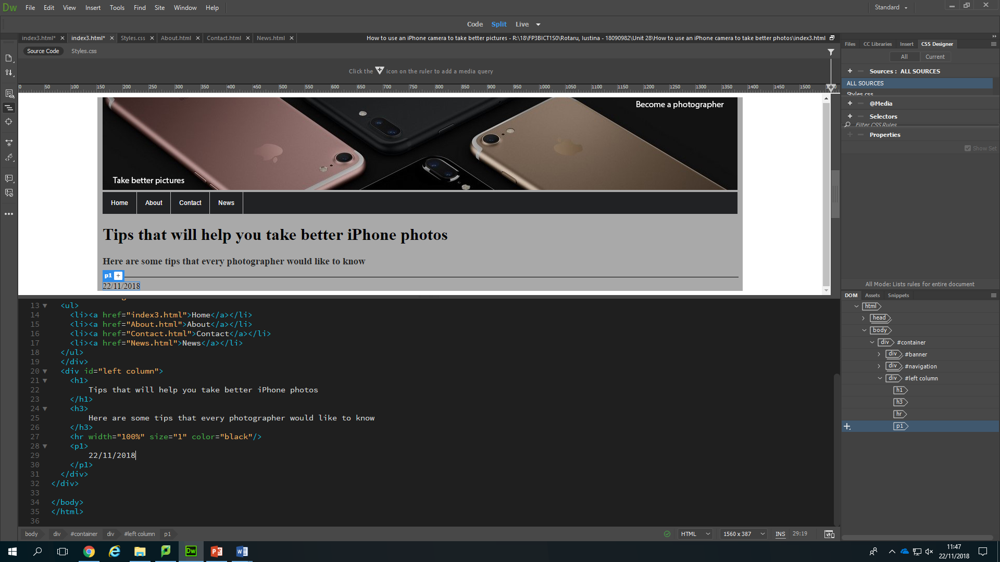 Dw File Edit View Insert Tools Find Site Window Help Standard
Code Split Live
index3.html* × index3.html* × Styles.css × About.html × Contact.html × News.html × How to use an iPhone camera to take better pictures - R:\18\FP3BICT1S0\Rotaru, Iustina - 18090982\Unit 28\How to use an iPhone camera to take better photos\index3.html
Source Code Styles.css
Click the icon on the ruler to add a media query
0 50 100 150 200 250 300 350 400 450 500 550 600 650 700 750 800 850 900 950 1000 1050 1100 1150 1200 1250 1300 1350 1400 1450 1500
Become a photographer
Take better pictures
Home About Contact News
Tips that will help you take better iPhone photos
Here are some tips that every photographer would like to know
p1 +
22/11/2018
13 <ul>
14 <li><a href="index3.html">Home</a></li>
15 <li><a href="About.html">About</a></li>
16 <li><a href="Contact.html">Contact</a></li>
17 <li><a href="News.html">News</a></li>
18 </ul>
19 </div>
20 <div id="left column">
21 <h1>
22 Tips that will help you take better iPhone photos
23 </h1>
24 <h3>
25 Here are some tips that every photographer would like to know
26 </h3>
27 <hr width="100%" size="1" color="black"/>
28 <p1>
29 22/11/2018
30 </p1>
31 </div>
32 </div>
33
34 </body>
35 </html>
36
body div #container div #left column p1 HTML 1560 x 387 INS 29:19
Files CC Libraries Insert CSS Designer
All Current
+ Sources : ALL SOURCES
ALL SOURCES
Styles.css
+ @Media
+ Selectors
Filter CSS Rules
+ Properties
Show Set
All Mode: Lists rules for entire document
DOM Assets Snippets
html
head
body
div #container
div #banner
div #navigation
div #left column
h1
h3
hr
p1
Dw
11:47
22/11/2018